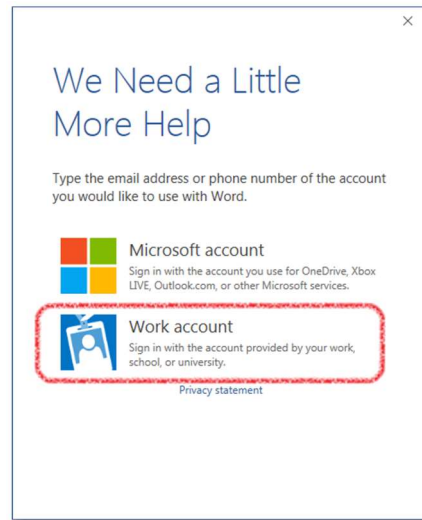 We Need a Little
More Help
Type the email address or phone number of the account
you would like to use with Word.
Microsoft account
Sign in with the account you use for OneDrive, Xbox
LIVE, Outlook.com, or other Microsoft services.
Work account
Sign in with the account provided by your work,
school, or university.
Privacy statement